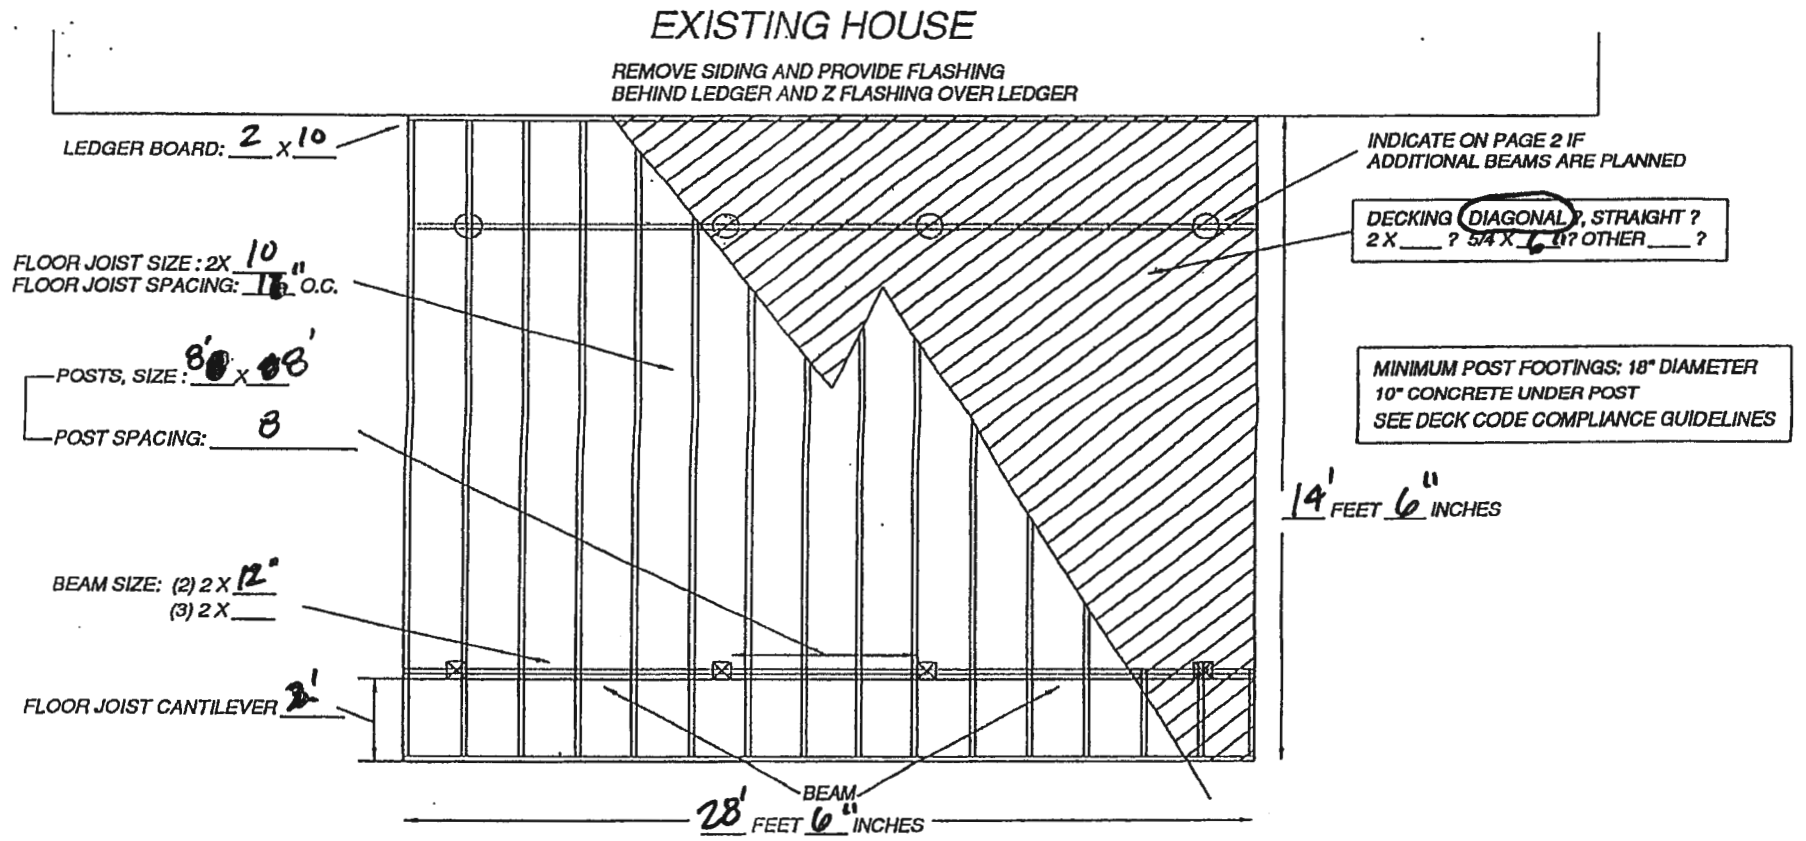 EXISTING HOUSE
REMOVE SIDING AND PROVIDE FLASHING
BEHIND LEDGER AND Z FLASHING OVER LEDGER
LEDGER BOARD: 2 X 10
INDICATE ON PAGE 2 IF
ADDITIONAL BEAMS ARE PLANNED
DECKING DIAGONAL ?, STRAIGHT ?
2 X ____ ? 5/4 X 6" ? OTHER ____ ?
FLOOR JOIST SIZE : 2X 10
FLOOR JOIST SPACING: " O.C.
POSTS, SIZE : 8' X 8'
POST SPACING: 8
MINIMUM POST FOOTINGS: 18" DIAMETER
10" CONCRETE UNDER POST
SEE DECK CODE COMPLIANCE GUIDELINES
14' FEET 6" INCHES
BEAM SIZE: (2) 2 X 12"
(3) 2 X ____
FLOOR JOIST CANTILEVER 2'
BEAM
28' FEET 6" INCHES